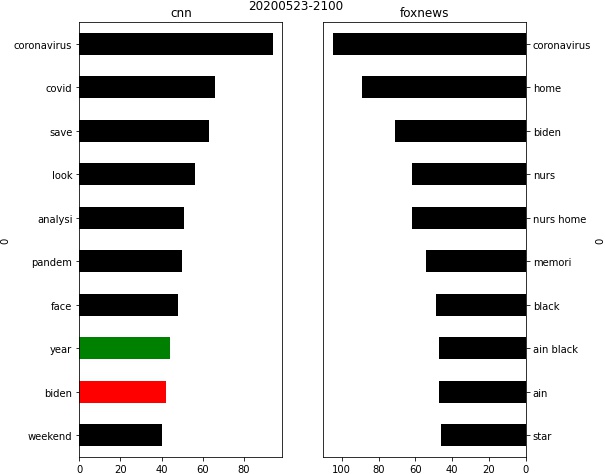 20200523-2100
cnn
foxnews
coronavirus
covid
save
look
analysi
pandem
face
year
biden
weekend
0
0 20 40 60 80
coronavirus
home
biden
nurs
nurs home
memori
black
ain black
ain
star
0
100 80 60 40 20 0